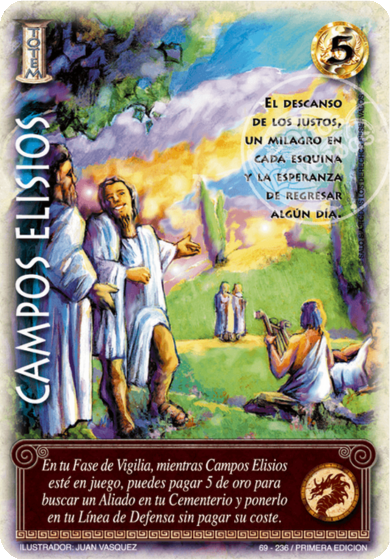 TOTEM
5
EL DESCANSO
DE LOS JUSTOS,
UN MILAGRO EN
CADA ESQUINA
Y LA ESPERANZA
DE REGRESAR
ALGÚN DÍA.
CAMPOS ELISIOS
En tu Fase de Vigilia, mientras Campos Elisios
esté en juego, puedes pagar 5 de oro para
buscar un Aliado en tu Cementerio y ponerlo
en tu Línea de Defensa sin pagar su coste.
ILUSTRADOR: JUAN VASQUEZ
69 - 236 / PRIMERA EDICION